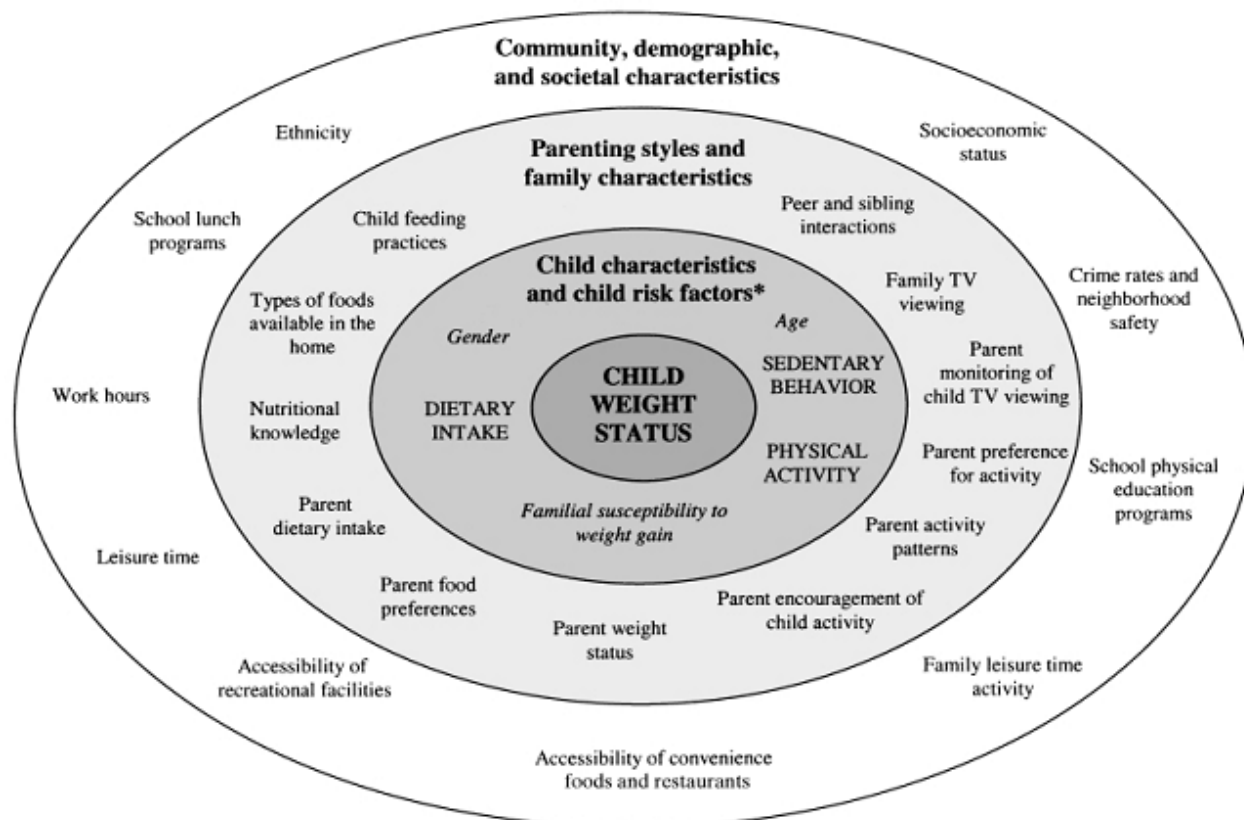 Community, demographic,
and societal characteristics
Ethnicity
Socioeconomic
status
Parenting styles and
family characteristics
School lunch
programs
Child feeding
practices
Peer and sibling
interactions
Child characteristics
and child risk factors*
Family TV
viewing
Crime rates and
neighborhood
safety
Types of foods
available in the
home
Gender
Age
CHILD
WEIGHT
STATUS
SEDENTARY
BEHAVIOR
Parent
monitoring of
child TV viewing
Work hours
Nutritional
knowledge
DIETARY
INTAKE
PHYSICAL
ACTIVITY
Parent preference
for activity
School physical
education
programs
Parent
dietary intake
Familial susceptibility to
weight gain
Parent activity
patterns
Leisure time
Parent food
preferences
Parent weight
status
Parent encouragement of
child activity
Accessibility of
recreational facilities
Family leisure time
activity
Accessibility of convenience
foods and restaurants